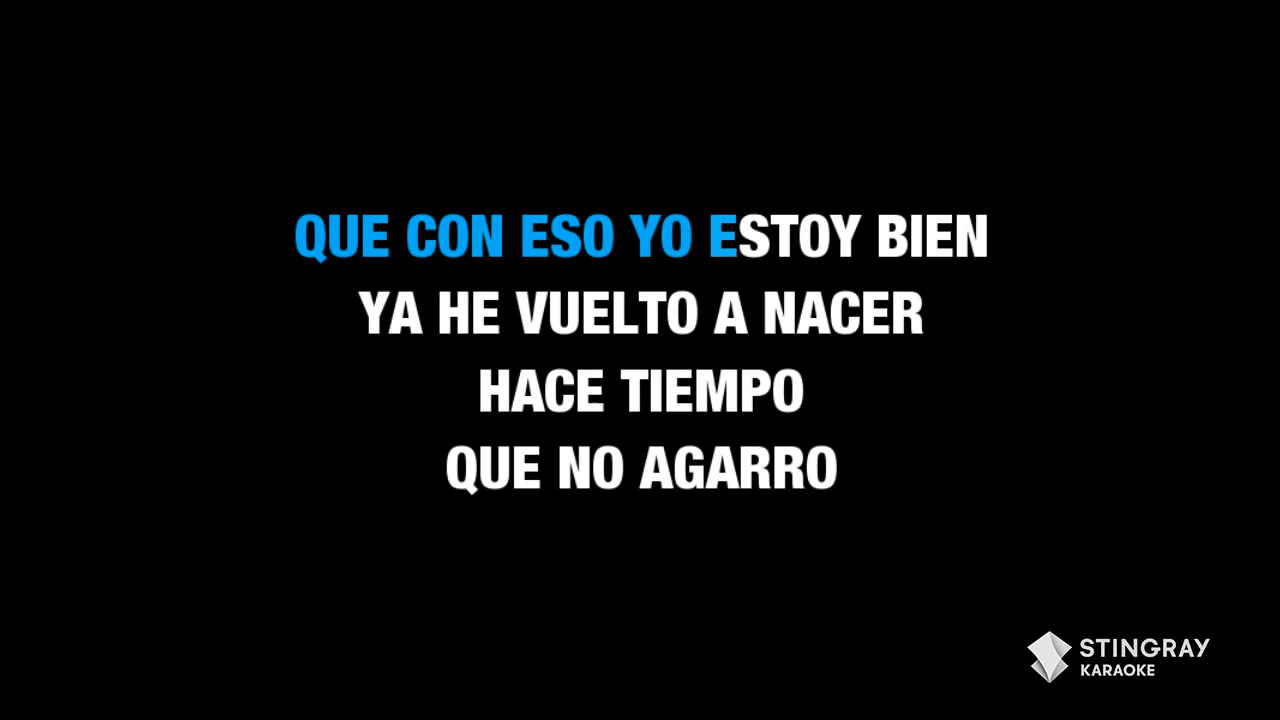 QUE CON ESO YO ESTOY BIEN
YA HE VUELTO A NACER
HACE TIEMPO
QUE NO AGARRO
STINGRAY
KARAOKE